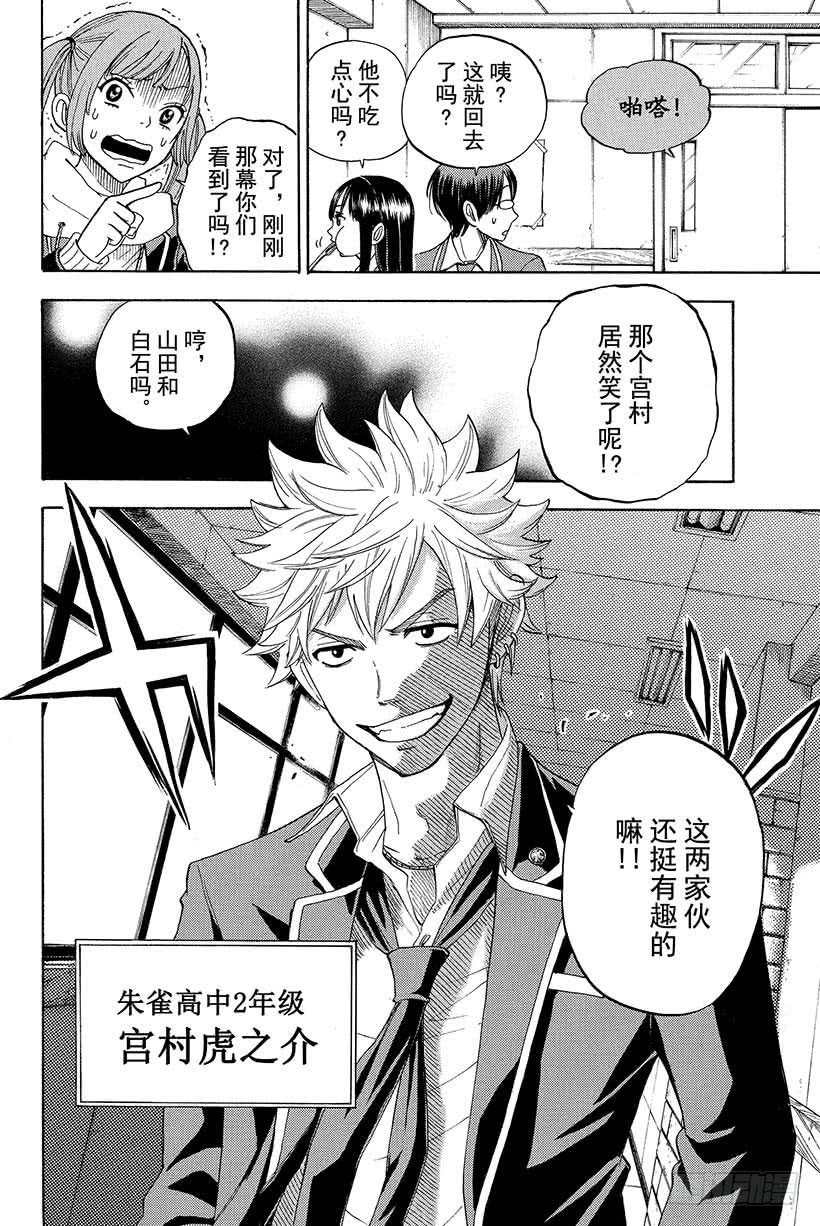 啪嗒！
咦？
这就回去
了吗？
他不吃
点心吗？
对了，刚刚
那幕你们
看到了吗！？
那个宫村
居然笑了呢！？
哼，
山田和
白石吗。
这两家伙
还挺有趣的
嘛！！
朱雀高中2年级
宫村虎之介